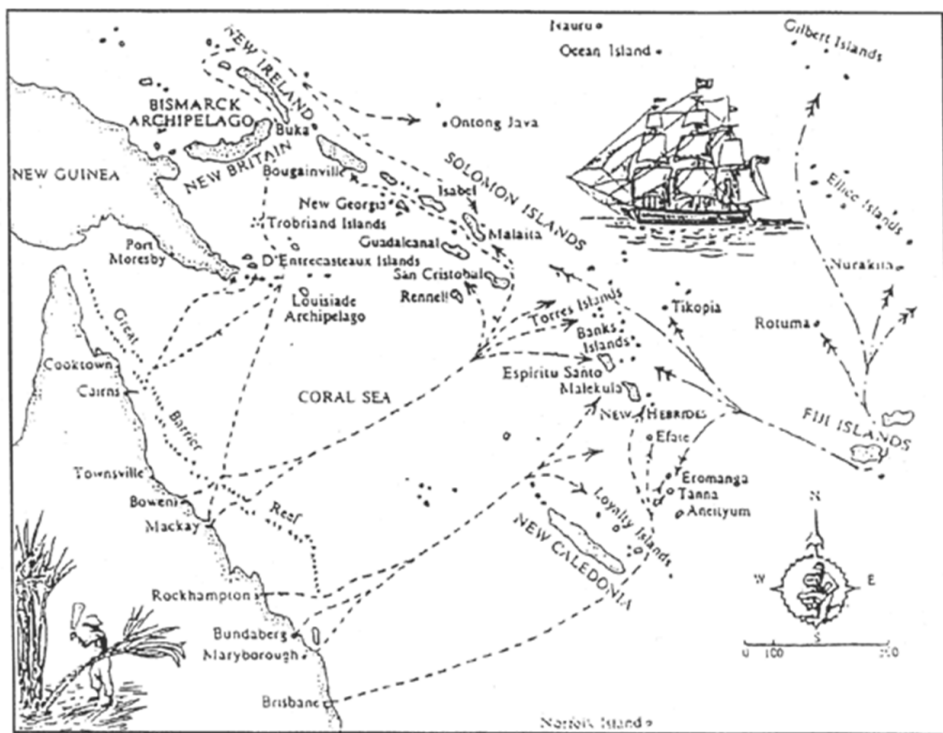 Nauru
Ocean Island
Gilbert Islands
NEW IRELAND
BISMARCK
ARCHIPELAGO
Buka
Ontong Java
NEW GUINEA
NEW BRITAIN
Bougainville
SOLOMON ISLANDS
Isabel
New Georgia
Ellice Islands
Trobriand Islands
Malaita
Port
Moresby
Guadalcanal
D'Entrecasteaux Islands
San Cristobal
Nurakita
Louisiade
Archipelago
Rennell
Torres Islands
Tikopia
Great
Banks
Islands
Rotuma
Cooktown
Espiritu Santo
Cairns
CORAL SEA
Malekula
Barrier
NEW HEBRIDES
FIJI ISLANDS
Efate
Townsville
Eromanga
Bowen
Tanna
Reef
Loyalty Islands
Aneityum
N
Mackay
NEW CALEDONIA
W
E
Rockhampton
S
Bundaberg
0 100
Maryborough
Brisbane
Norfolk Island